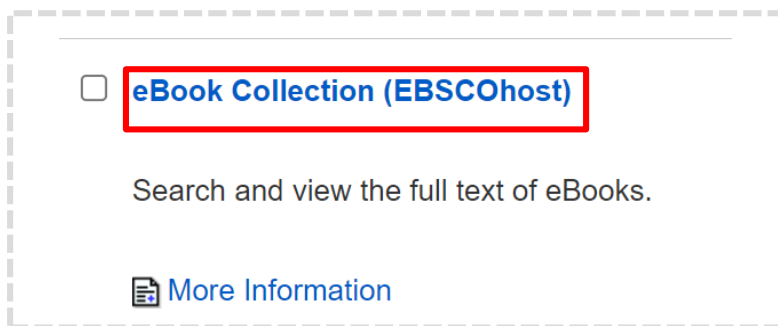 eBook Collection (EBSCOhost)
Search and view the full text of eBooks.
More Information